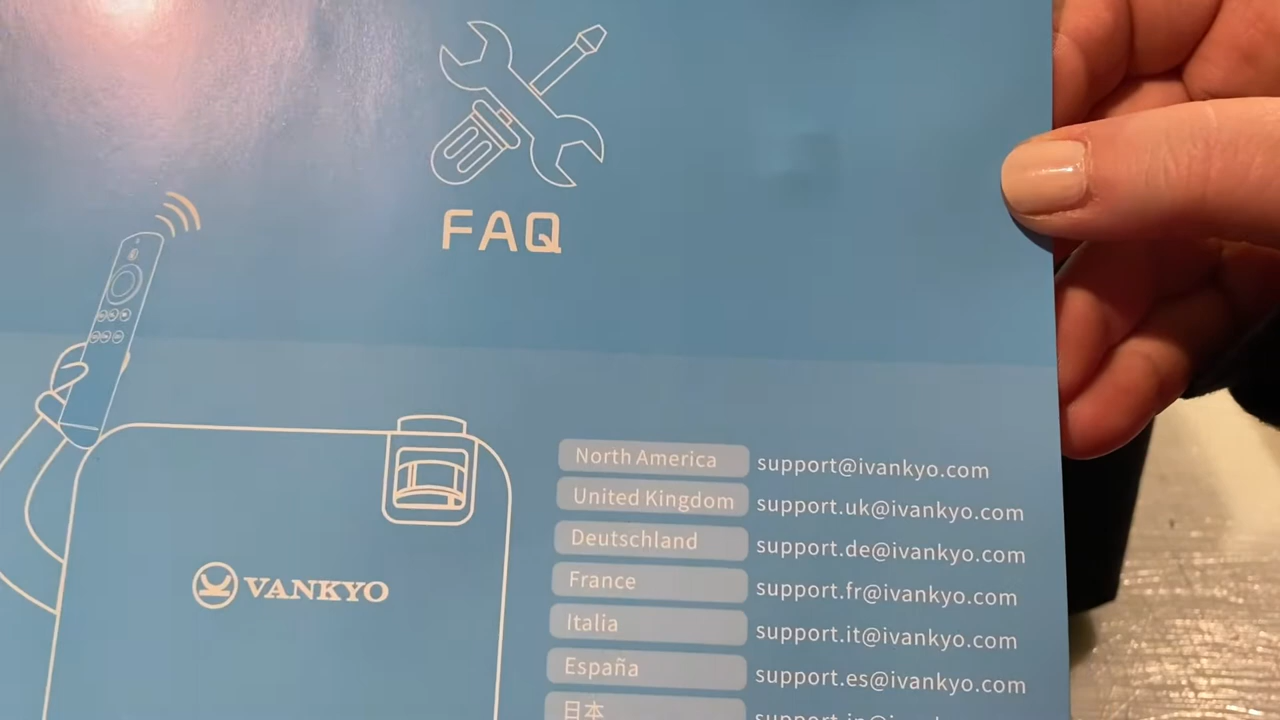 FAQ
VANKYO
North America support@ivankyo.com
United Kingdom support.uk@ivankyo.com
Deutschland support.de@ivankyo.com
France support.fr@ivankyo.com
Italia support.it@ivankyo.com
España support.es@ivankyo.com
日本